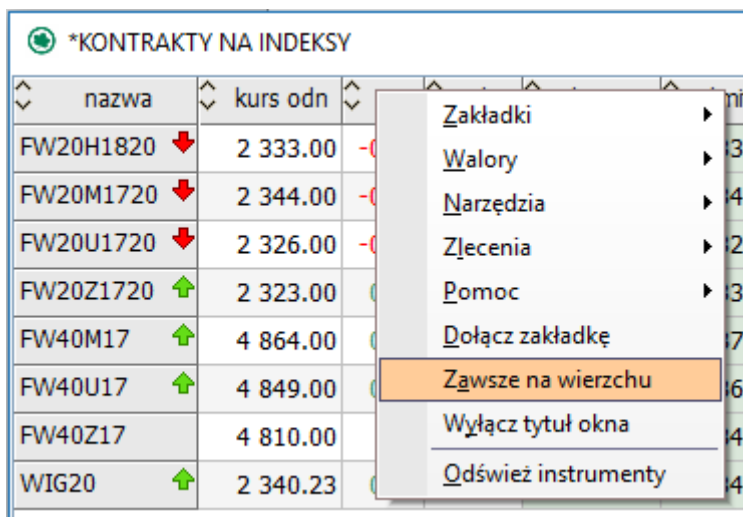 *KONTRAKTY NA INDEKSY
nazwa kurs odn
FW20H1820 2 333.00
FW20M1720 2 344.00
FW20U1720 2 326.00
FW20Z1720 2 323.00
FW40M17 4 864.00
FW40U17 4 849.00
FW40Z17 4 810.00
WIG20 2 340.23
Zakładki
Walory
Narzędzia
Zlecenia
Pomoc
Dołącz zakładkę
Zawsze na wierzchu
Wyłącz tytuł okna
Odśwież instrumenty